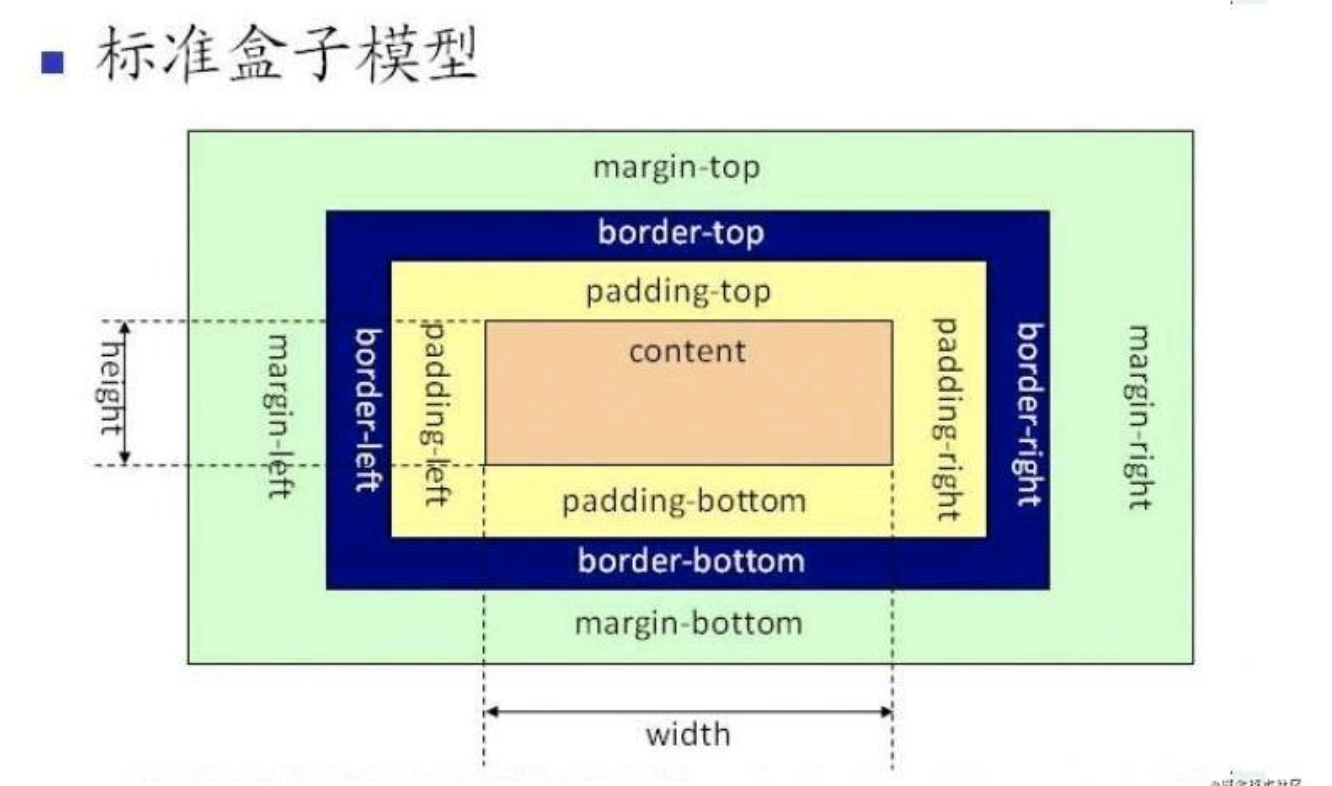 标准盒子模型
margin-top
border-top
padding-top
content
height
margin-left
border-left
padding-left
padding-right
border-right
margin-right
padding-bottom
border-bottom
margin-bottom
width